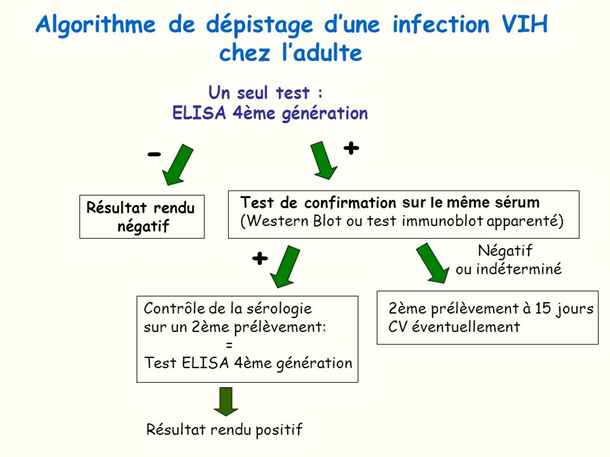 Algorithme de dépistage d’une infection VIH
chez l’adulte
Un seul test :
ELISA 4ème génération
–
+
Résultat rendu
négatif
Test de confirmation sur le même sérum
(Western Blot ou test immunoblot apparenté)
+
Négatif
ou indéterminé
Contrôle de la sérologie
sur un 2ème prélèvement:
=
Test ELISA 4ème génération
2ème prélèvement à 15 jours
CV éventuellement
Résultat rendu positif